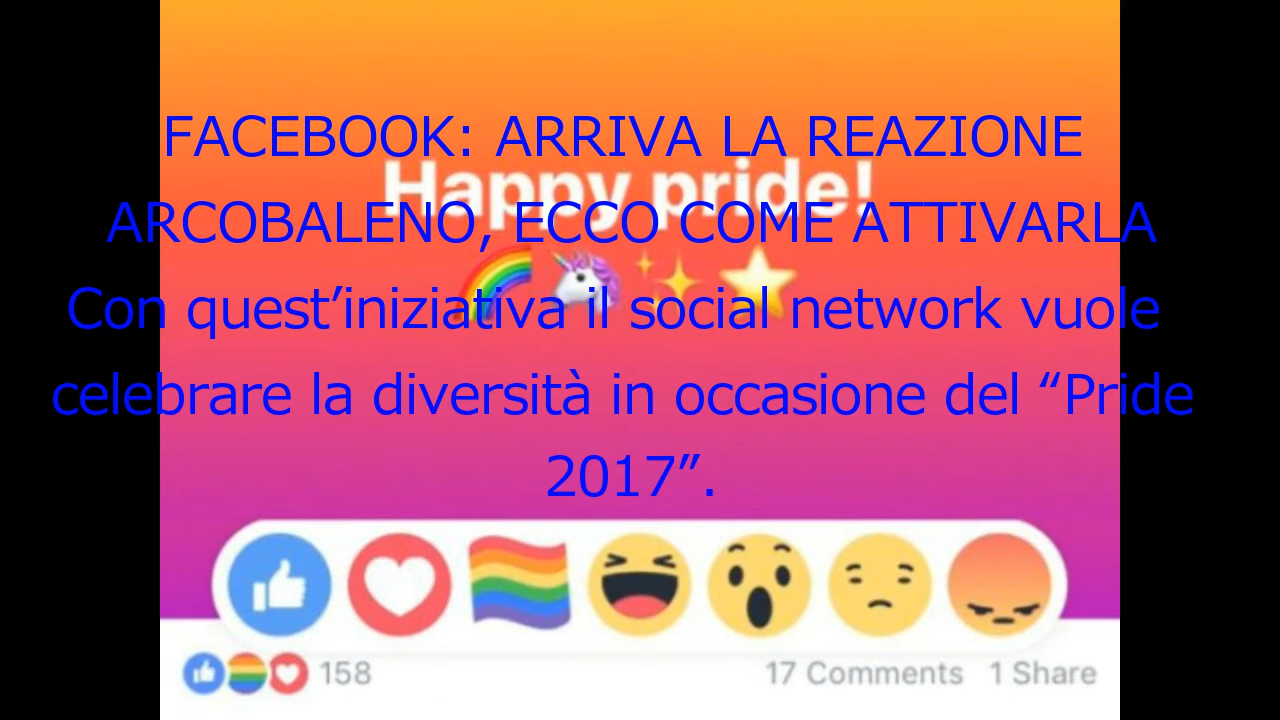 FACEBOOK: ARRIVA LA REAZIONE
Happy pride!
ARCOBALENO, ECCO COME ATTIVARLA
Con quest’iniziativa il social network vuole
celebrare la diversità in occasione del “Pride
2017”.
158
17 Comments 1 Share